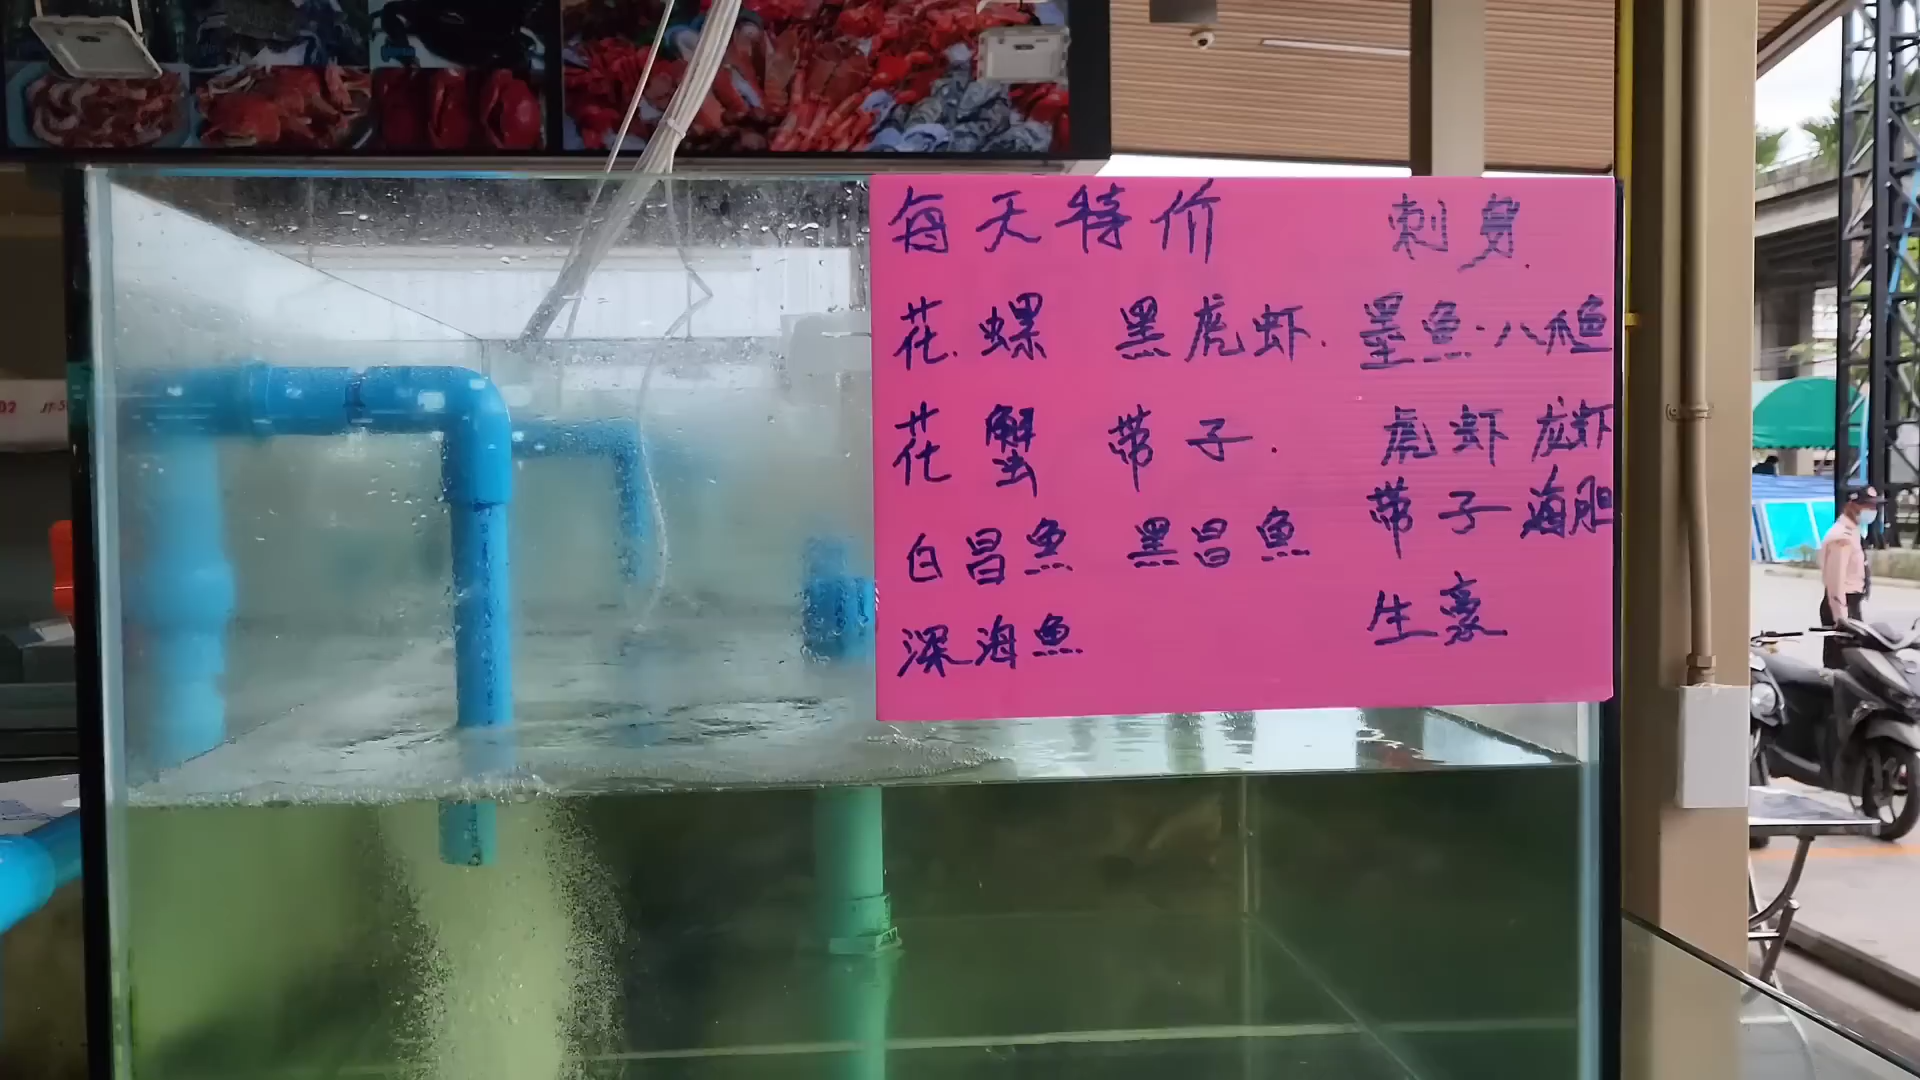 每天特价 刺身
花螺 黑虎虾 墨鱼·八爪鱼
花蟹 带子 虎虾 龙虾
带子 海胆
白昌鱼 黑昌鱼
生豪
深海鱼